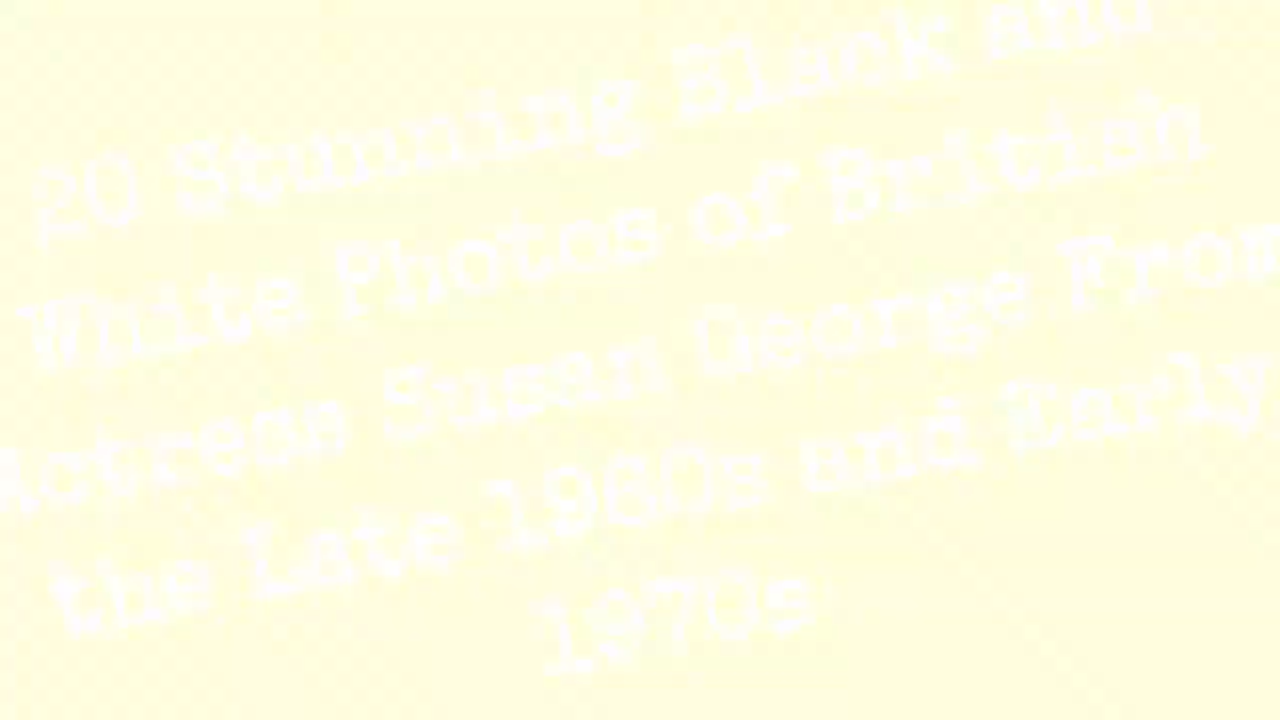 20 Stunning Black and
White Photos of British
Actress Susan George From
the Late 1960s and Early
1970s